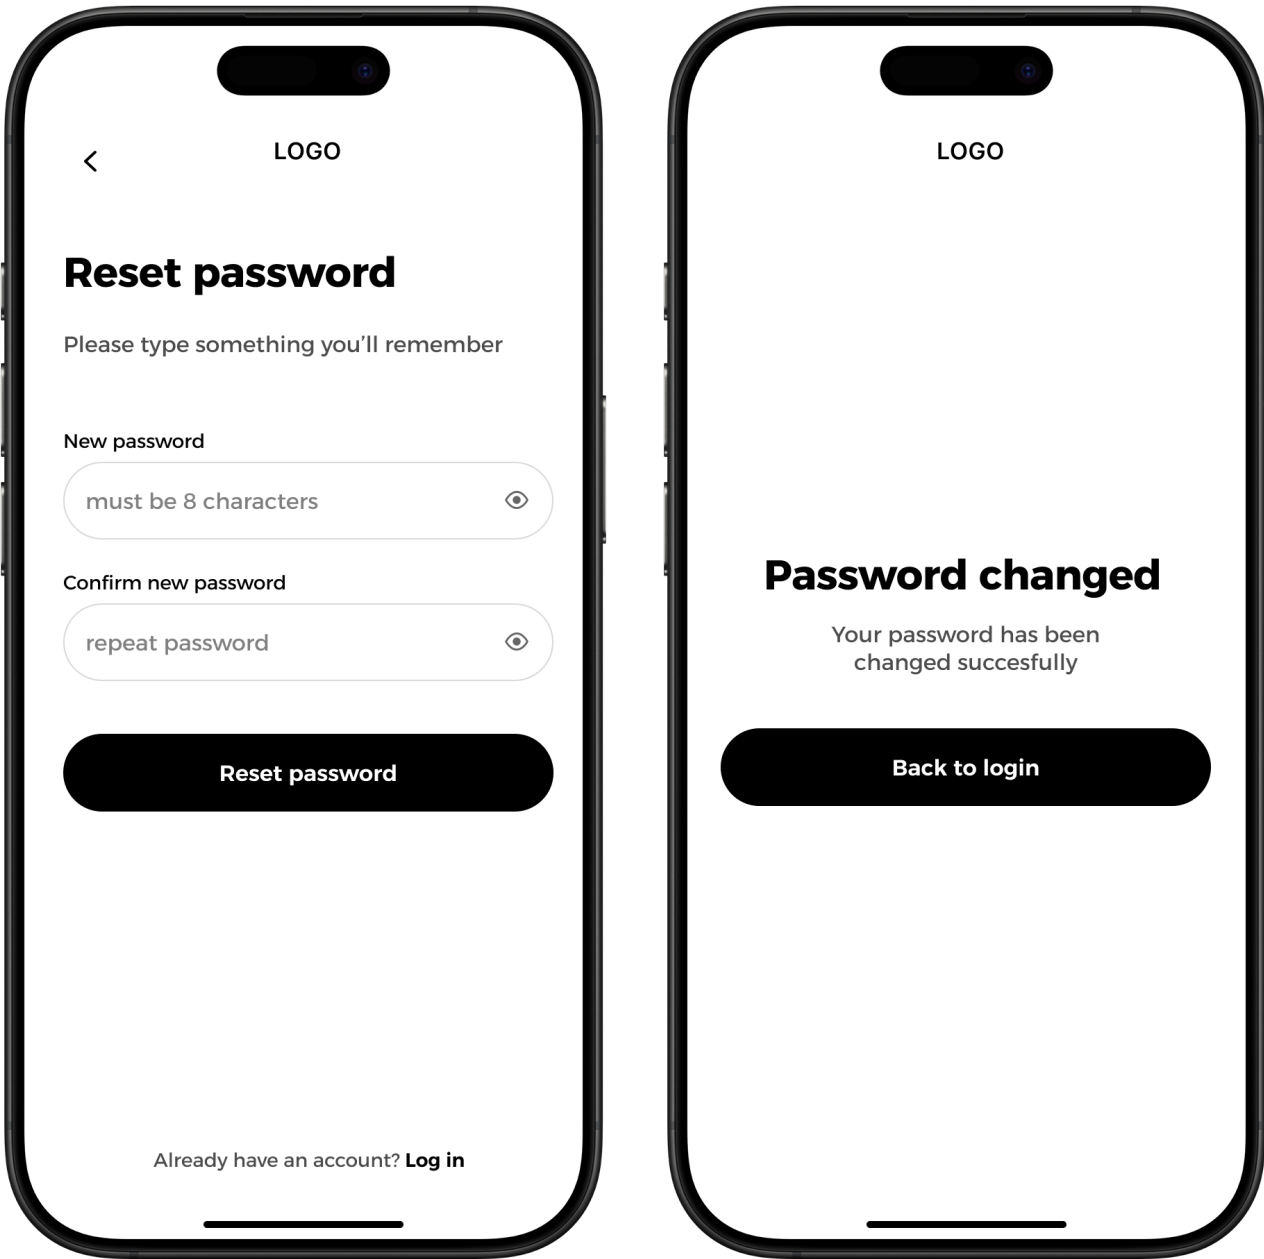 LOGO
Reset password
Please type something you’ll remember
New password
must be 8 characters
Confirm new password
repeat password
Reset password
Already have an account? Log in
LOGO
Password changed
Your password has been
changed succesfully
Back to login